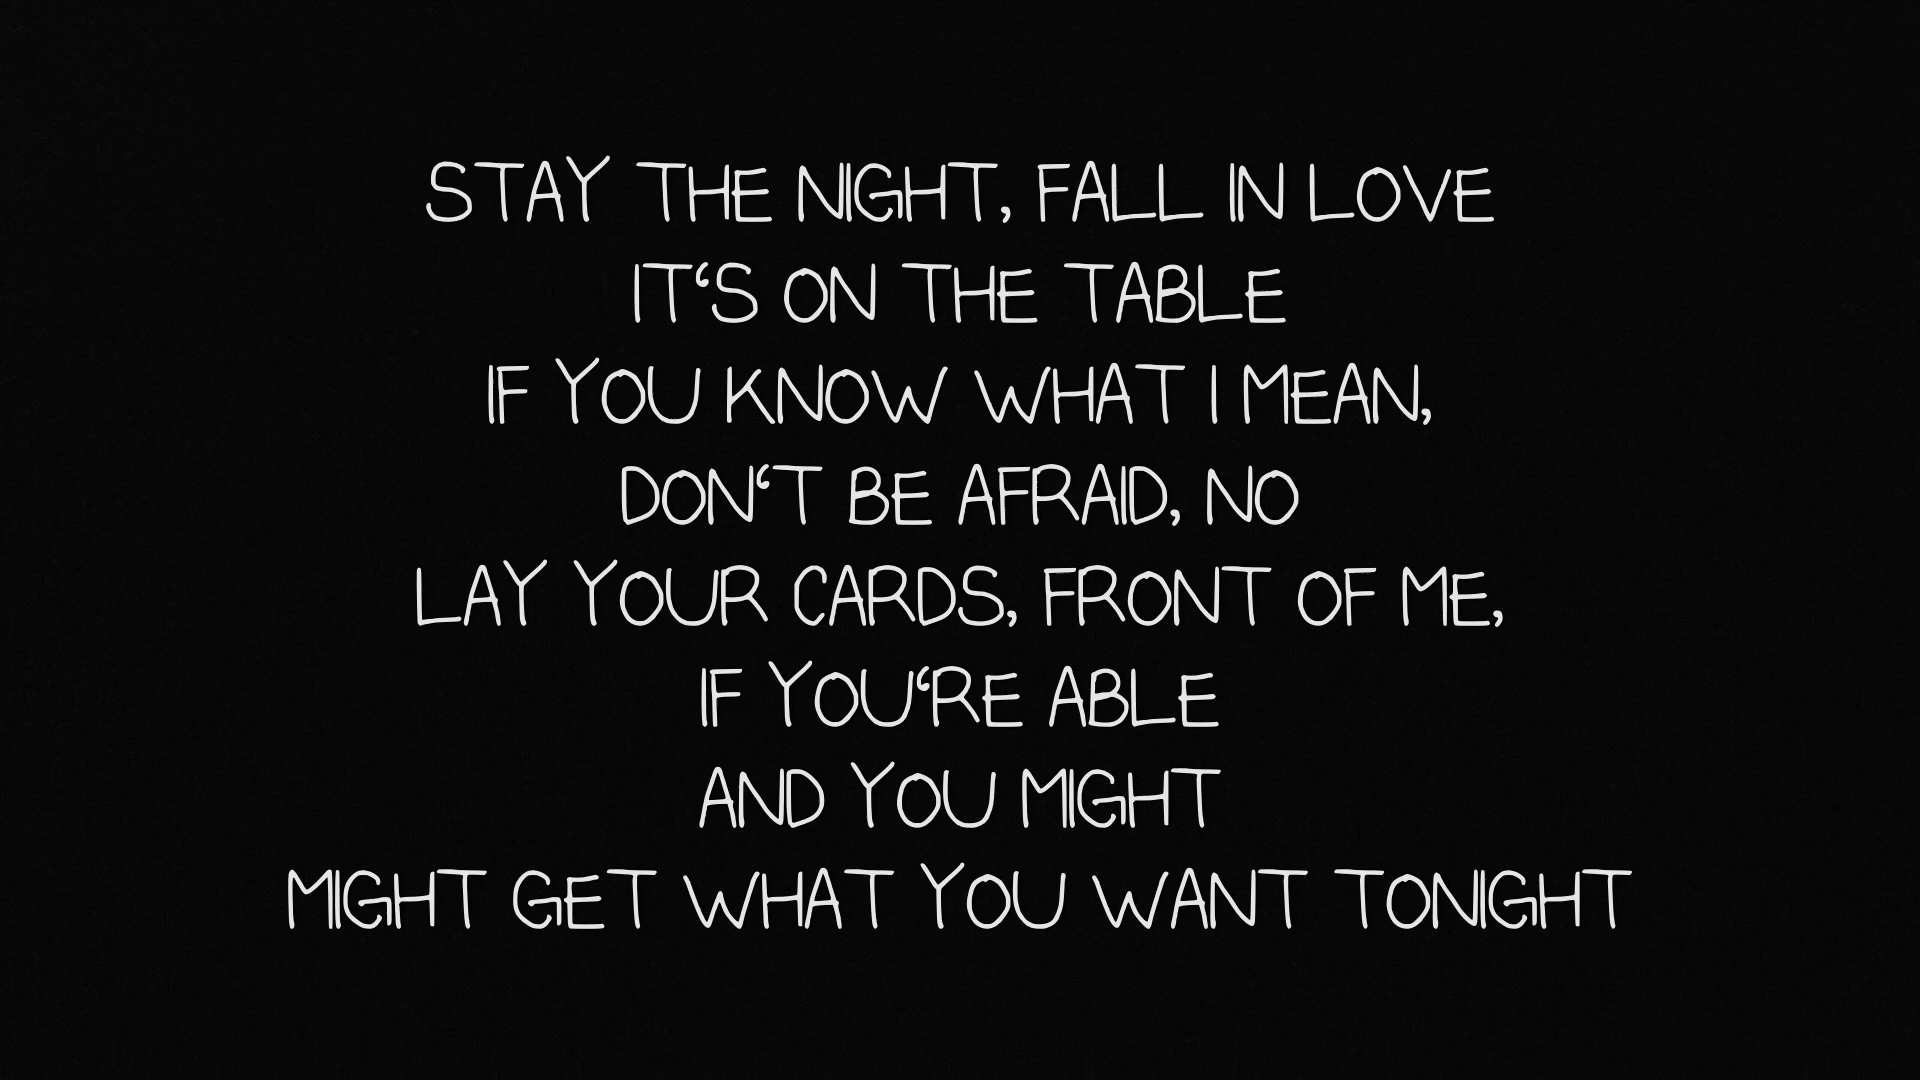 STAY THE NIGHT, FALL IN LOVE
IT‘S ON THE TABLE
IF YOU KNOW WHAT I MEAN,
DON‘T BE AFRAID, NO
LAY YOUR CARDS, FRONT OF ME,
IF YOU‘RE ABLE
AND YOU MIGHT
MIGHT GET WHAT YOU WANT TONIGHT